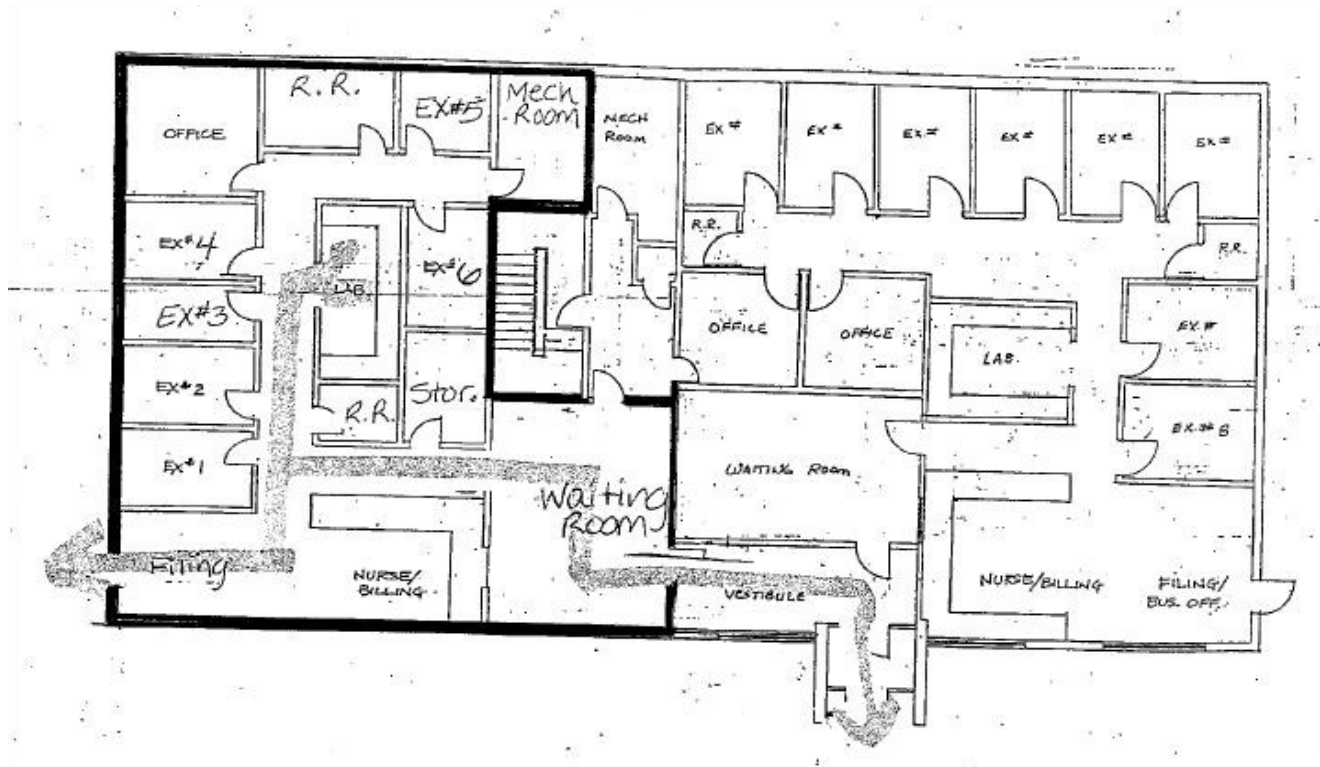 R. R.
EX#5
Mech
Room
OFFICE
MECH
ROOM
EX #
EX #
EX. #
EX #
EX #
EX #
R.R.
R.R.
EX#4
EX#3
EX#2
EX#1
LAB.
EX#6
Stor.
R.R.
OFFICE
OFFICE
LAB.
EX. #
EX. # 8
WAITING ROOM
Waiting
Room
Filing
NURSE/
BILLING
VESTIBULE
NURSE/BILLING
FILING/
BUS. OFF.